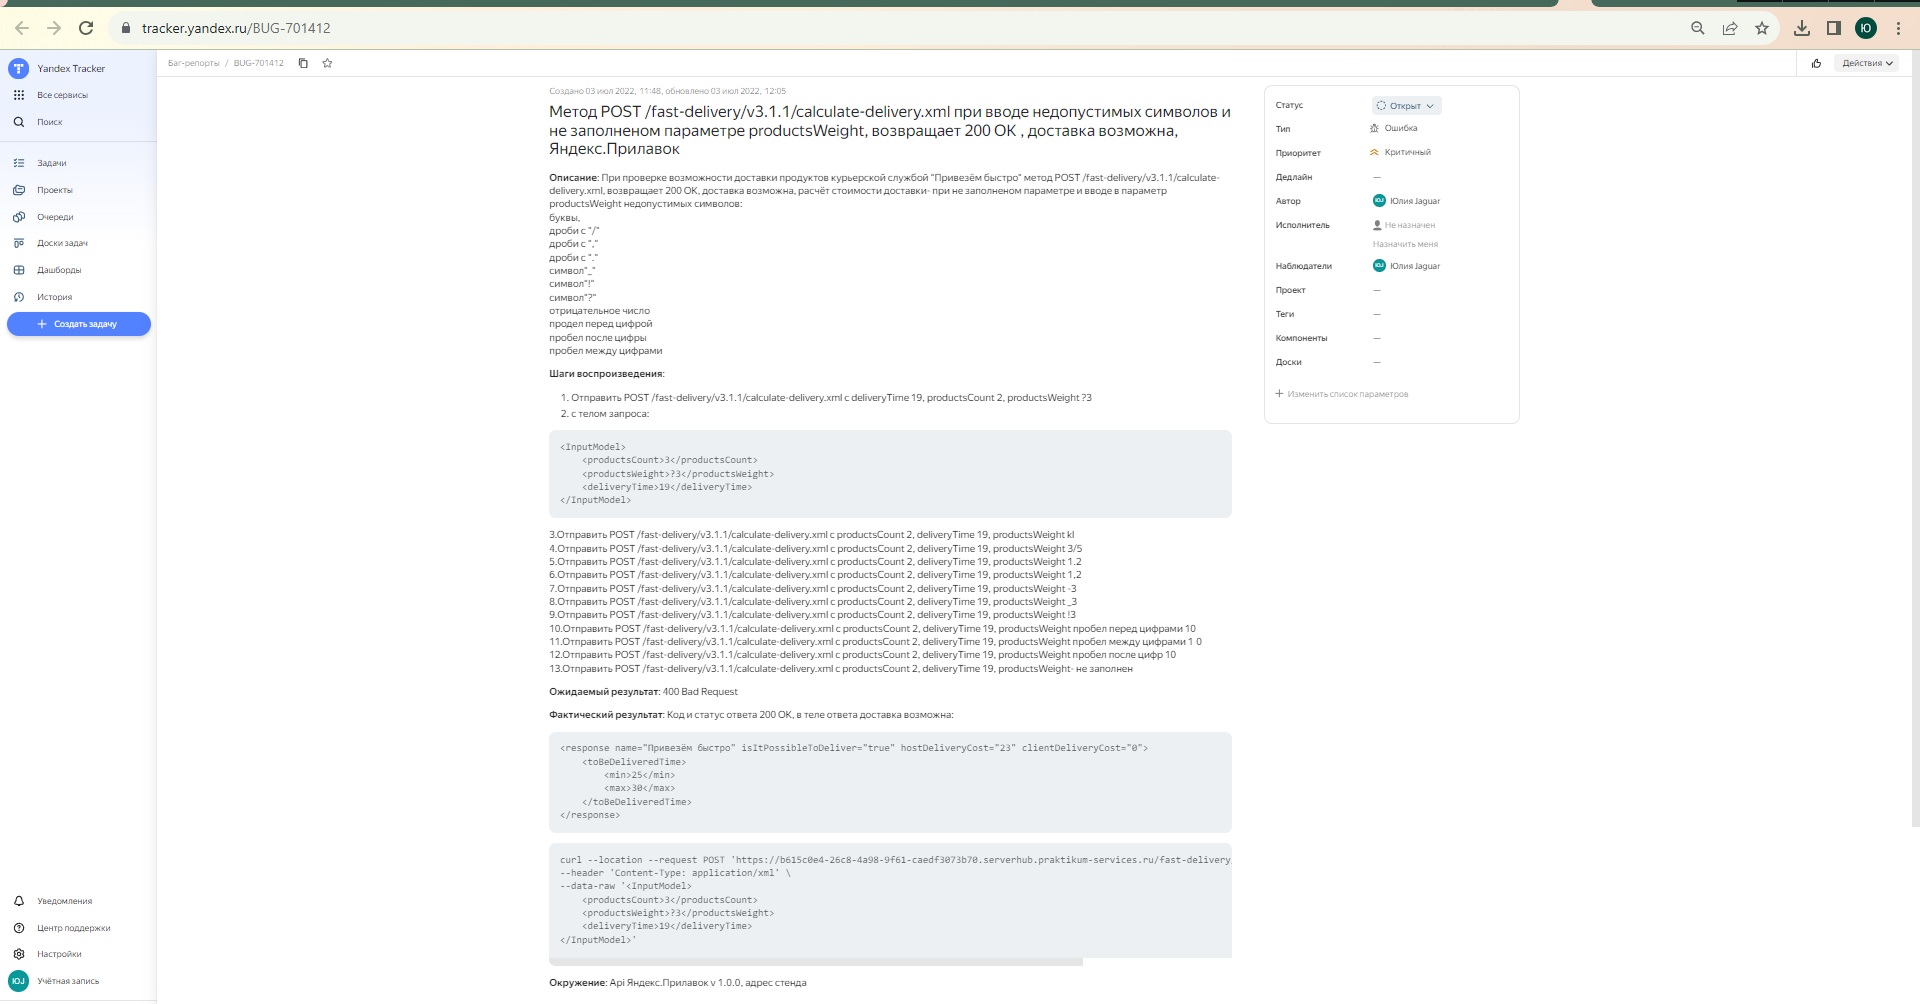 tracker.yandex.ru/BUG-701412
Ю
Yandex Tracker
Все сервисы
Поиск
Задачи
Проекты
Очереди
Доски задач
Дашборды
История
Создать задачу
Уведомления
Центр поддержки
Настройки
ЮJ Учётная запись
Баг-репорты / BUG-701412
Действия
Создано 03 июл 2022, 11:48, обновлено 03 июл 2022, 12:05
Метод POST /fast-delivery/v3.1.1/calculate-delivery.xml при вводе недопустимых символов и
не заполненом параметре productsWeight, возвращает 200 ОК , доставка возможна,
Яндекс.Прилавок
Описание: При проверке возможности доставки продуктов курьерской службой "Привезём быстро" метод POST /fast-delivery/v3.1.1/calculate-
delivery.xml, возвращает 200 ОК, доставка возможна, расчёт стоимости доставки- при не заполненом параметре и вводе в параметр
productsWeight недопустимых символов:
буквы,
дроби с "/"
дроби с ","
дроби с "."
символ"_"
символ"!"
символ"?"
отрицательное число
продел перед цифрой
пробел после цифры
пробел между цифрами
Шаги воспроизведения:
1. Отправить POST /fast-delivery/v3.1.1/calculate-delivery.xml с deliveryTime 19, productsCount 2, productsWeight ?3
2. с телом запроса:
<InputModel>
<productsCount>3</productsCount>
<productsWeight>?3</productsWeight>
<deliveryTime>19</deliveryTime>
</InputModel>
3.Отправить POST /fast-delivery/v3.1.1/calculate-delivery.xml с productsCount 2, deliveryTime 19, productsWeight kl
4.Отправить POST /fast-delivery/v3.1.1/calculate-delivery.xml с productsCount 2, deliveryTime 19, productsWeight 3/5
5.Отправить POST /fast-delivery/v3.1.1/calculate-delivery.xml с productsCount 2, deliveryTime 19, productsWeight 1.2
6.Отправить POST /fast-delivery/v3.1.1/calculate-delivery.xml с productsCount 2, deliveryTime 19, productsWeight 1,2
7.Отправить POST /fast-delivery/v3.1.1/calculate-delivery.xml с productsCount 2, deliveryTime 19, productsWeight -3
8.Отправить POST /fast-delivery/v3.1.1/calculate-delivery.xml с productsCount 2, deliveryTime 19, productsWeight _3
9.Отправить POST /fast-delivery/v3.1.1/calculate-delivery.xml с productsCount 2, deliveryTime 19, productsWeight !3
10.Отправить POST /fast-delivery/v3.1.1/calculate-delivery.xml с productsCount 2, deliveryTime 19, productsWeight пробел перед цифрами 10
11.Отправить POST /fast-delivery/v3.1.1/calculate-delivery.xml с productsCount 2, deliveryTime 19, productsWeight пробел между цифрами 1 0
12.Отправить POST /fast-delivery/v3.1.1/calculate-delivery.xml с productsCount 2, deliveryTime 19, productsWeight пробел после цифр 10
13.Отправить POST /fast-delivery/v3.1.1/calculate-delivery.xml с productsCount 2, deliveryTime 19, productsWeight- не заполнен
Ожидаемый результат: 400 Bad Request
Фактический результат: Код и статус ответа 200 ОК, в теле ответа доставка возможна:
<response name="Привезём быстро" isItPossibleToDeliver="true" hostDeliveryCost="23" clientDeliveryCost="0">
<toBeDeliveredTime>
<min>25</min>
<max>30</max>
</toBeDeliveredTime>
</response>
curl --location --request POST 'https://b615c0e4-26c8-4a98-9f61-caedf3073b70.serverhub.praktikum-services.ru/fast-delivery
--header 'Content-Type: application/xml' \
--data-raw '<InputModel>
<productsCount>3</productsCount>
<productsWeight>?3</productsWeight>
<deliveryTime>19</deliveryTime>
</InputModel>'
Окружение: Api Яндекс.Прилавок v 1.0.0, адрес стенда
Статус Открыт
Тип Ошибка
Приоритет Критичный
Дедлайн —
Автор ЮJ Юлия Jaguar
Исполнитель Не назначен
Назначить меня
Наблюдатели ЮJ Юлия Jaguar
Проект —
Теги —
Компоненты —
Доски —
Изменить список параметров